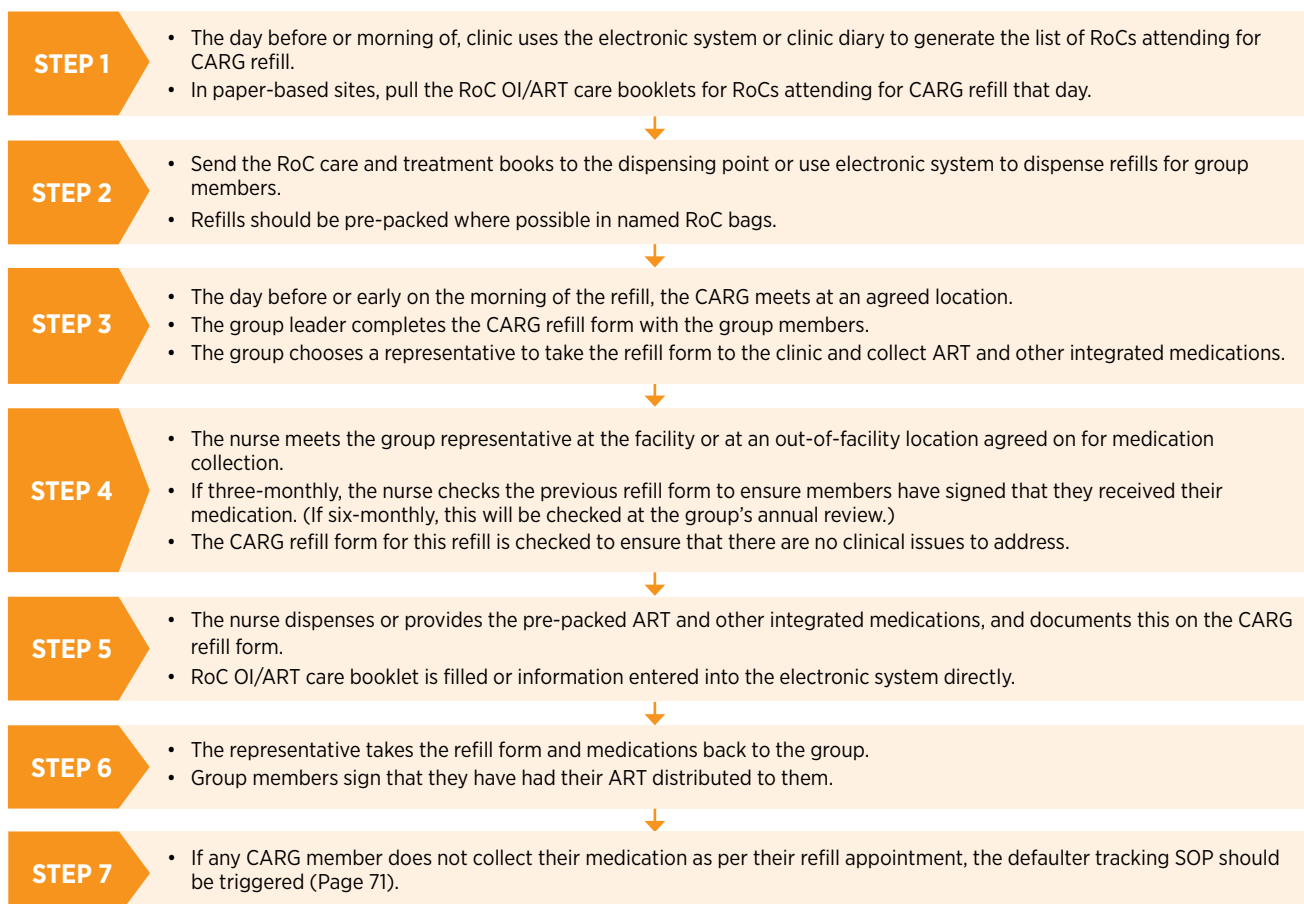 STEP 1
• The day before or morning of, clinic uses the electronic system or clinic diary to generate the list of RoCs attending for
CARG refill.
• In paper-based sites, pull the RoC OI/ART care booklets for RoCs attending for CARG refill that day.
STEP 2
• Send the RoC care and treatment books to the dispensing point or use electronic system to dispense refills for group
members.
• Refills should be pre-packed where possible in named RoC bags.
STEP 3
• The day before or early on the morning of the refill, the CARG meets at an agreed location.
• The group leader completes the CARG refill form with the group members.
• The group chooses a representative to take the refill form to the clinic and collect ART and other integrated medications.
STEP 4
• The nurse meets the group representative at the facility or at an out-of-facility location agreed on for medication
collection.
• If three-monthly, the nurse checks the previous refill form to ensure members have signed that they received their
medication. (If six-monthly, this will be checked at the group’s annual review.)
• The CARG refill form for this refill is checked to ensure that there are no clinical issues to address.
STEP 5
• The nurse dispenses or provides the pre-packed ART and other integrated medications, and documents this on the CARG
refill form.
• RoC OI/ART care booklet is filled or information entered into the electronic system directly.
STEP 6
• The representative takes the refill form and medications back to the group.
• Group members sign that they have had their ART distributed to them.
STEP 7
• If any CARG member does not collect their medication as per their refill appointment, the defaulter tracking SOP should
be triggered (Page 71).